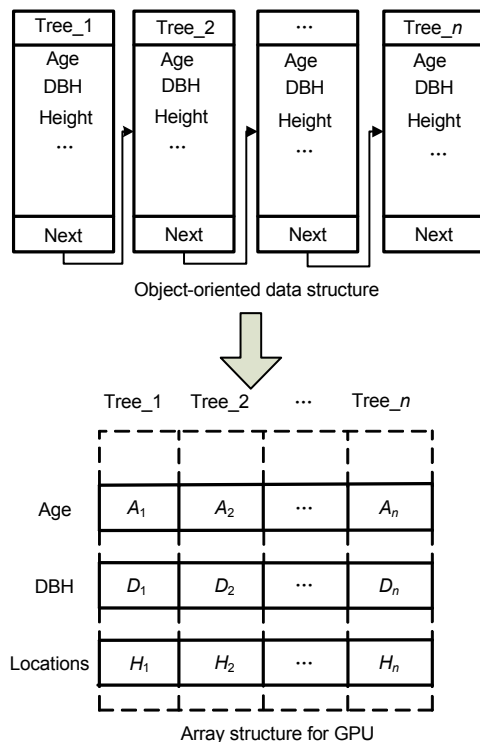 Tree_1 Tree_2 ... Tree_n
Age Age Age Age
DBH DBH DBH DBH
Height Height Height Height
... ... ... ...
Next Next Next Next
Object-oriented data structure
Tree_1 Tree_2 ... Tree_n
Age A1 A2 ... An
DBH D1 D2 ... Dn
Locations H1 H2 ... Hn
Array structure for GPU